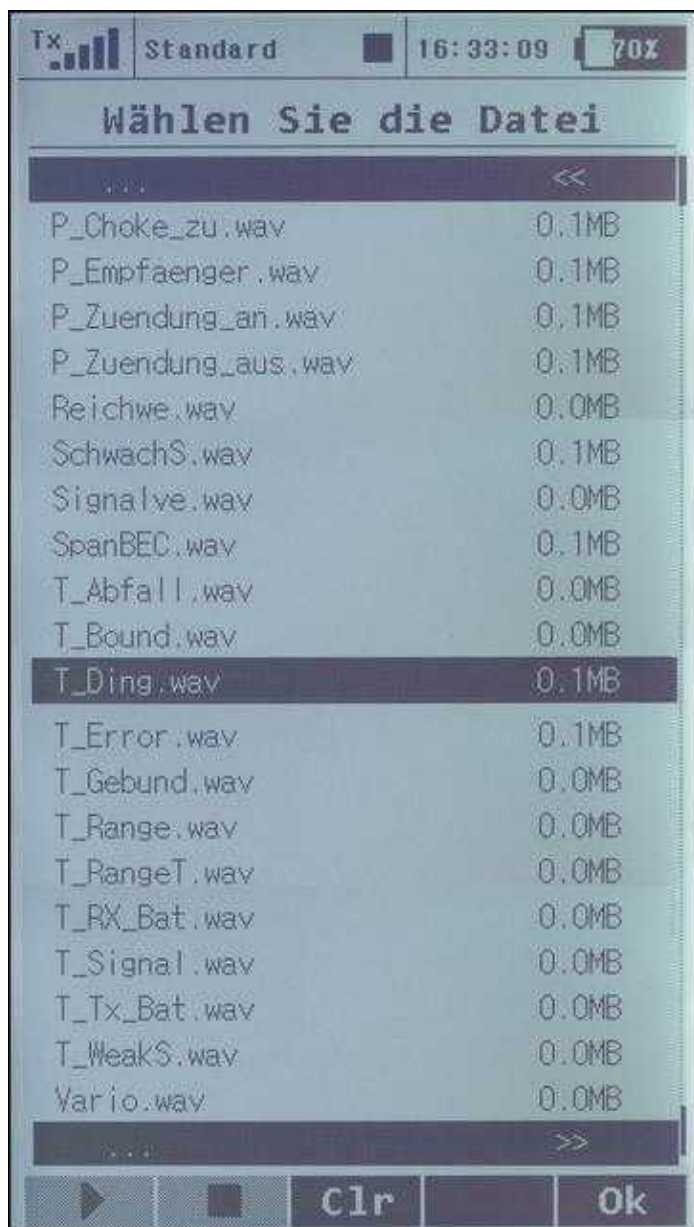 Tx Standard 16:33:09 70%
Wählen Sie die Datei
... <<
P_Choke_zu.wav 0.1MB
P_Empfaenger.wav 0.1MB
P_Zuendung_an.wav 0.1MB
P_Zuendung_aus.wav 0.1MB
Reichwe.wav 0.0MB
SchwachS.wav 0.1MB
Signalve.wav 0.0MB
SpanBEC.wav 0.1MB
T_Abfall.wav 0.0MB
T_Bound.wav 0.0MB
T_Ding.wav 0.1MB
T_Error.wav 0.1MB
T_Gebund.wav 0.0MB
T_Range.wav 0.0MB
T_RangeT.wav 0.0MB
T_RX_Bat.wav 0.0MB
T_Signal.wav 0.0MB
T_Tx_Bat.wav 0.0MB
T_WeakS.wav 0.0MB
Vario.wav 0.0MB
... >>
Clr Ok